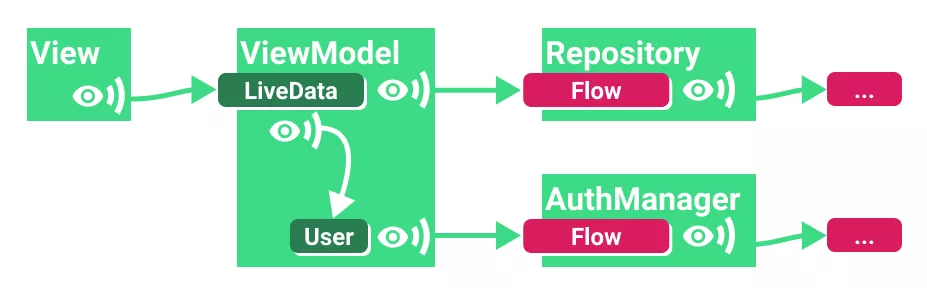 View
ViewModel
Repository
LiveData
Flow
...
AuthManager
User
Flow
...